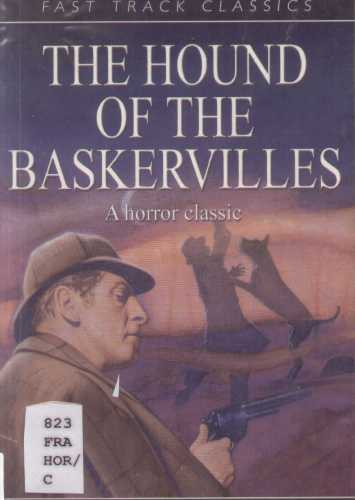 FAST TRACK CLASSICS
THE HOUND
OF THE
BASKERVILLES
A horror classic
823
FRA
HOR/
C